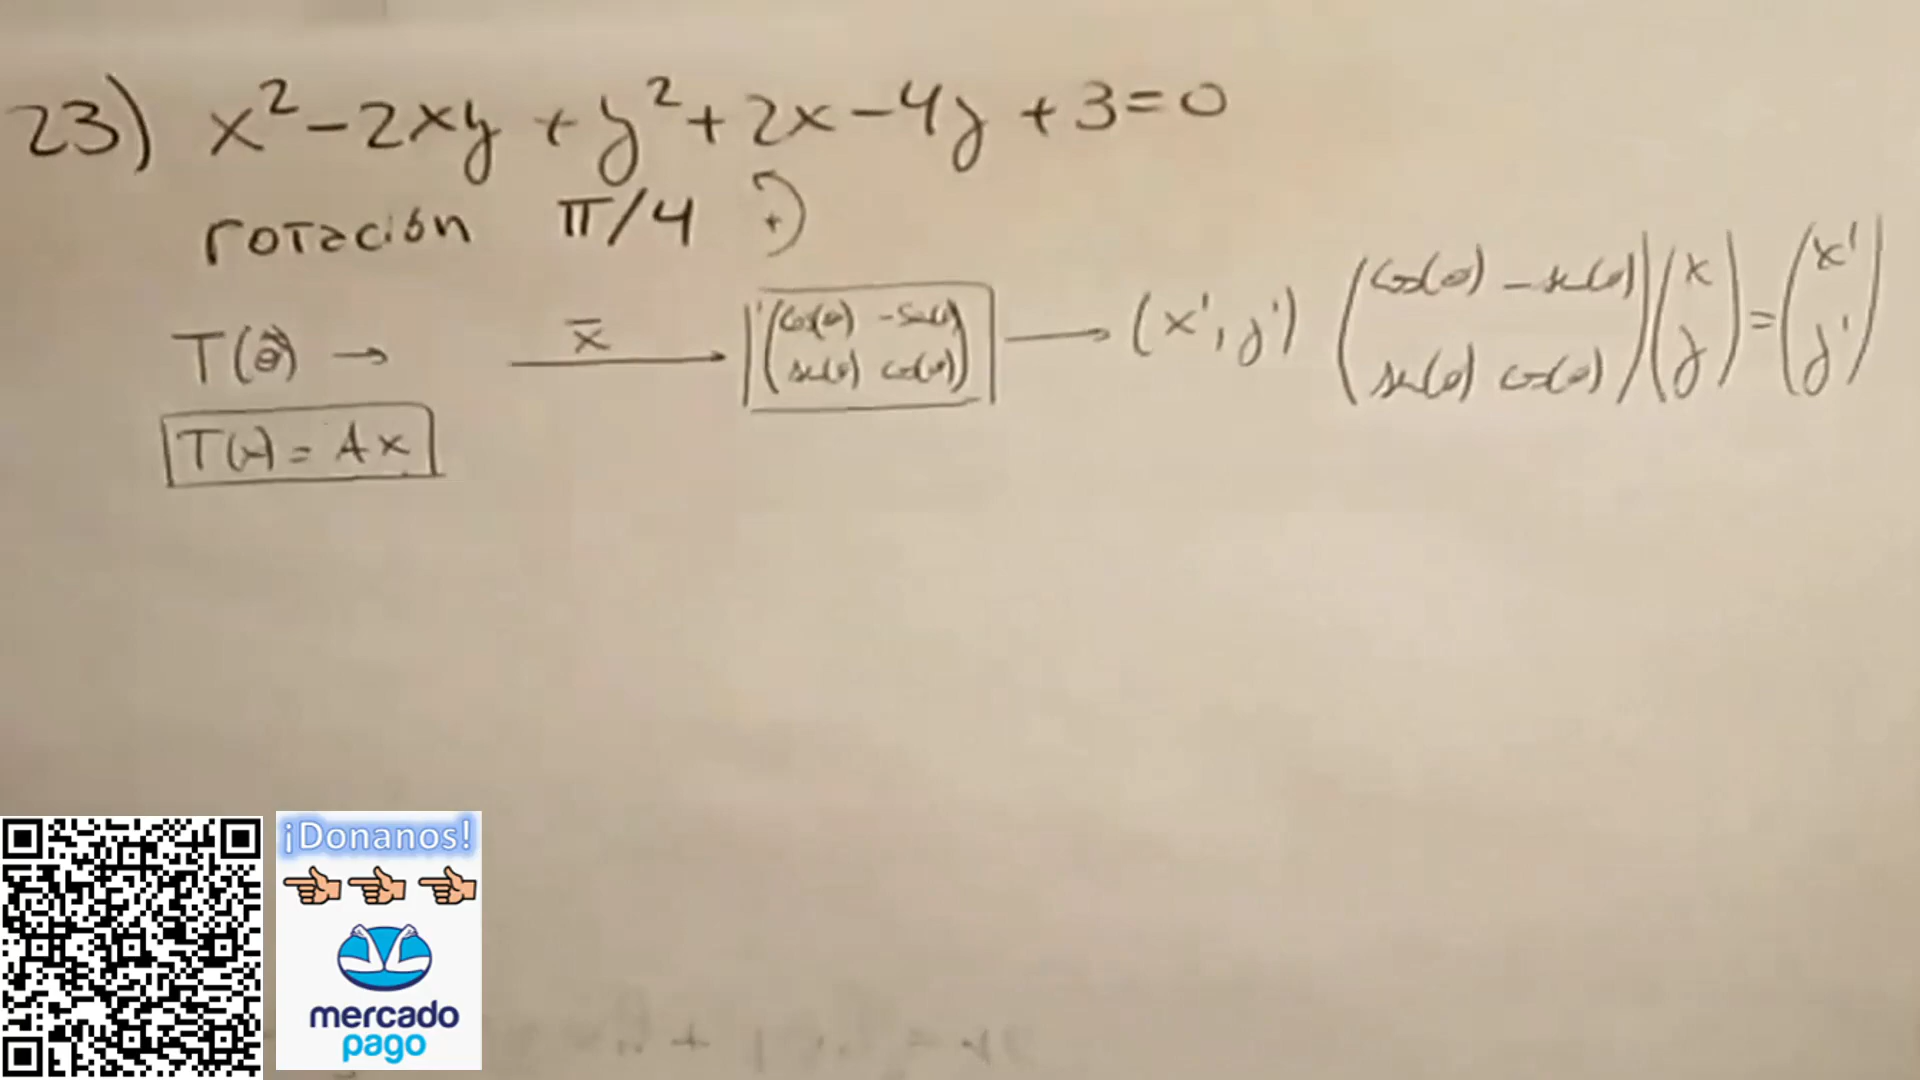 23) x² - 2xy + y² + 2x - 4y + 3 = 0
rotación π/4 +
T(θ) → x̄ (cos(θ) -sen(θ) → (x', y') (cos(θ) -sen(θ) (x = (x'
sen(θ) cos(θ)) sen(θ) cos(θ)) y) y')
T(x) = Ax
¡Donanos!
mercado
pago